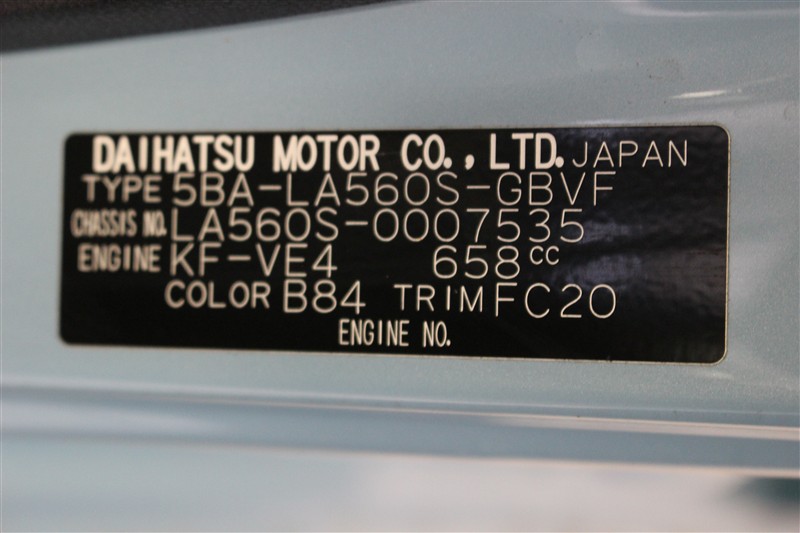 DAIHATSU MOTOR CO., LTD. JAPAN
TYPE 5BA-LA560S-GBVF
CHASSIS NO. LA560S-0007535
ENGINE KF-VE4 658cc
COLOR B84 TRIM FC20
ENGINE NO.